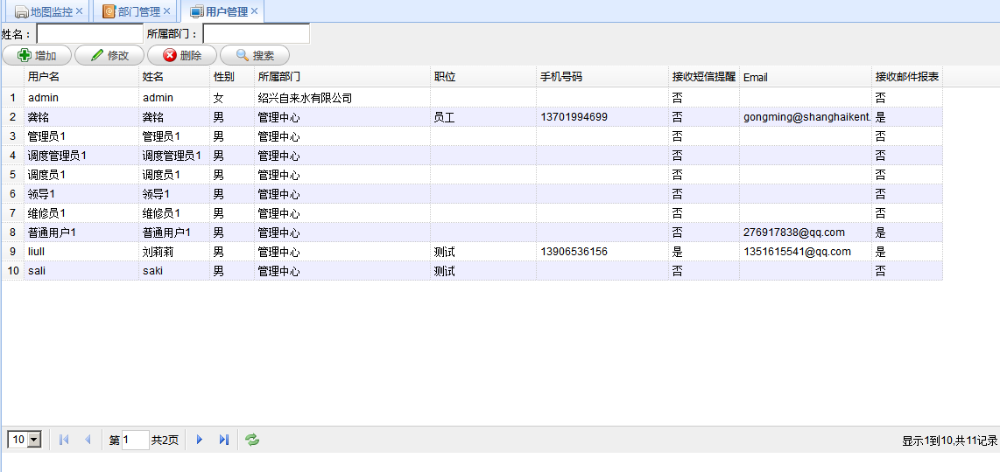 地图监控 部门管理 用户管理
姓名： 所属部门：
增加 修改 删除 搜索
用户名 姓名 性别 所属部门 职位 手机号码 接收短信提醒 Email 接收邮件报表
1 admin admin 女 绍兴自来水有限公司 否 否
2 龚铭 龚铭 男 管理中心 员工 13701994699 否 gongming@shanghaikent. 是
3 管理员1 管理员1 男 管理中心 否 否
4 调度管理员1 调度管理员1 男 管理中心 否 否
5 调度员1 调度员1 男 管理中心 否 否
6 领导1 领导1 男 管理中心 否 否
7 维修员1 维修员1 男 管理中心 否 否
8 普通用户1 普通用户1 男 管理中心 否 276917838@qq.com 是
9 liull 刘莉莉 男 管理中心 测试 13906536156 是 1351615541@qq.com 是
10 sali saki 男 管理中心 测试 否 否
10 第 1 共2页 显示1到10,共11记录